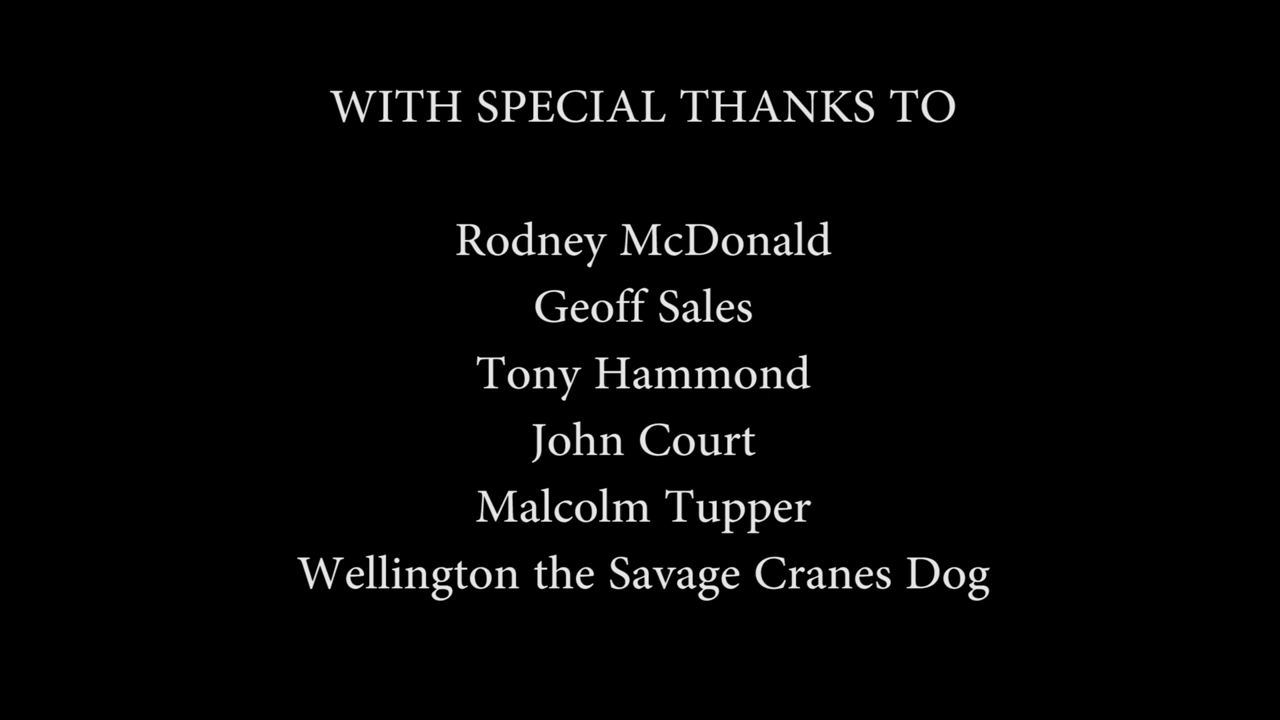 WITH SPECIAL THANKS TO
Rodney McDonald
Geoff Sales
Tony Hammond
John Court
Malcolm Tupper
Wellington the Savage Cranes Dog